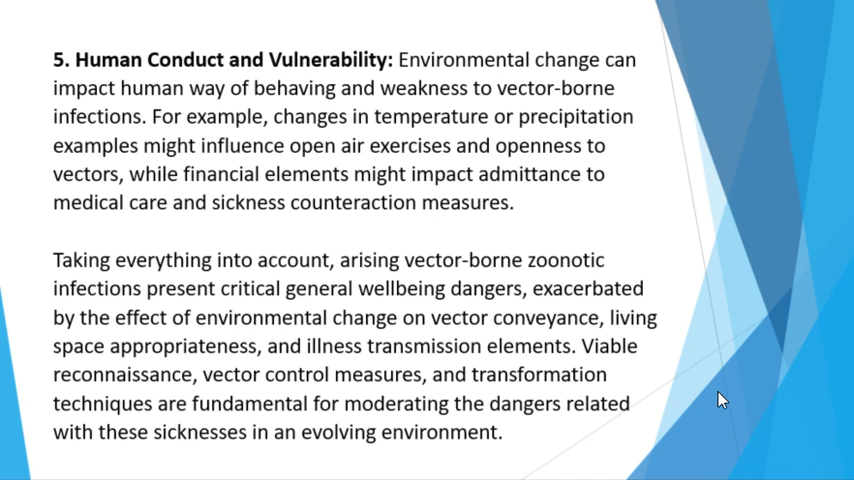 5. Human Conduct and Vulnerability: Environmental change can
impact human way of behaving and weakness to vector-borne
infections. For example, changes in temperature or precipitation
examples might influence open air exercises and openness to
vectors, while financial elements might impact admittance to
medical care and sickness counteraction measures.
Taking everything into account, arising vector-borne zoonotic
infections present critical general wellbeing dangers, exacerbated
by the effect of environmental change on vector conveyance, living
space appropriateness, and illness transmission elements. Viable
reconnaissance, vector control measures, and transformation
techniques are fundamental for moderating the dangers related
with these sicknesses in an evolving environment.